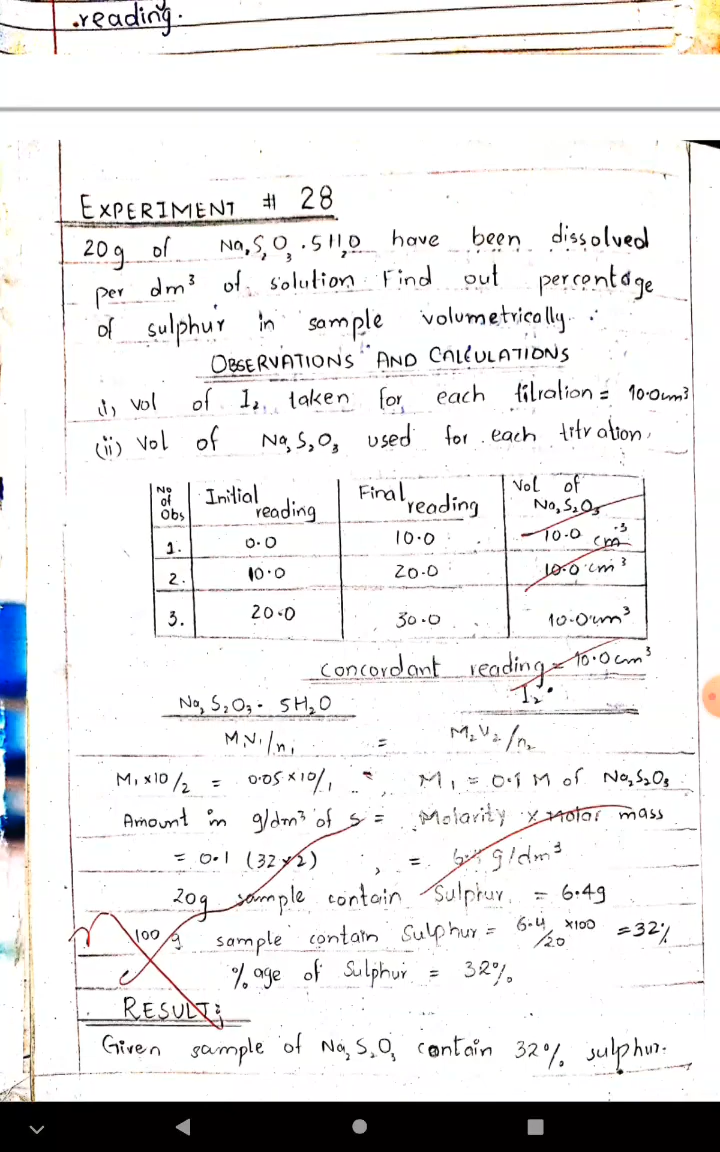 .reading.
EXPERIMENT # 28
20g of Na₂S₂O₃.5H₂O have been dissolved
per dm³ of solution Find out percentage
of sulphur in sample volumetrically.
OBSERVATIONS AND CALCULATIONS
(i) Vol of I₂ taken for each titration = 10.0cm³
(ii) Vol of Na₂S₂O₃ used for each titration.
No of Obs | Initial reading | Final reading | Vol of Na₂S₂O₃
1. | 0.0 | 10.0 | 10.0 cm³
2. | 10.0 | 20.0 | 10.0 cm³
3. | 20.0 | 30.0 | 10.0cm³
Concordant reading = 10.0cm³
Na₂S₂O₃. 5H₂O I₂
M₁V₁/n₁ = M₂V₂/n₂
M₁×10/2 = 0.05×10/1 M₁ = 0.1 M of Na₂S₂O₃
Amount in g/dm³ of S = Molarity × Molar mass
= 0.1 (32×2) , = 6.4 g/dm³
20g sample contain Sulphur = 6.4g
100 g sample contain Sulphur = 6.4/20 ×100 = 32%
%age of Sulphur = 32%
RESULT;
Given sample of Na₂S₂O₃ contain 32% sulphur.